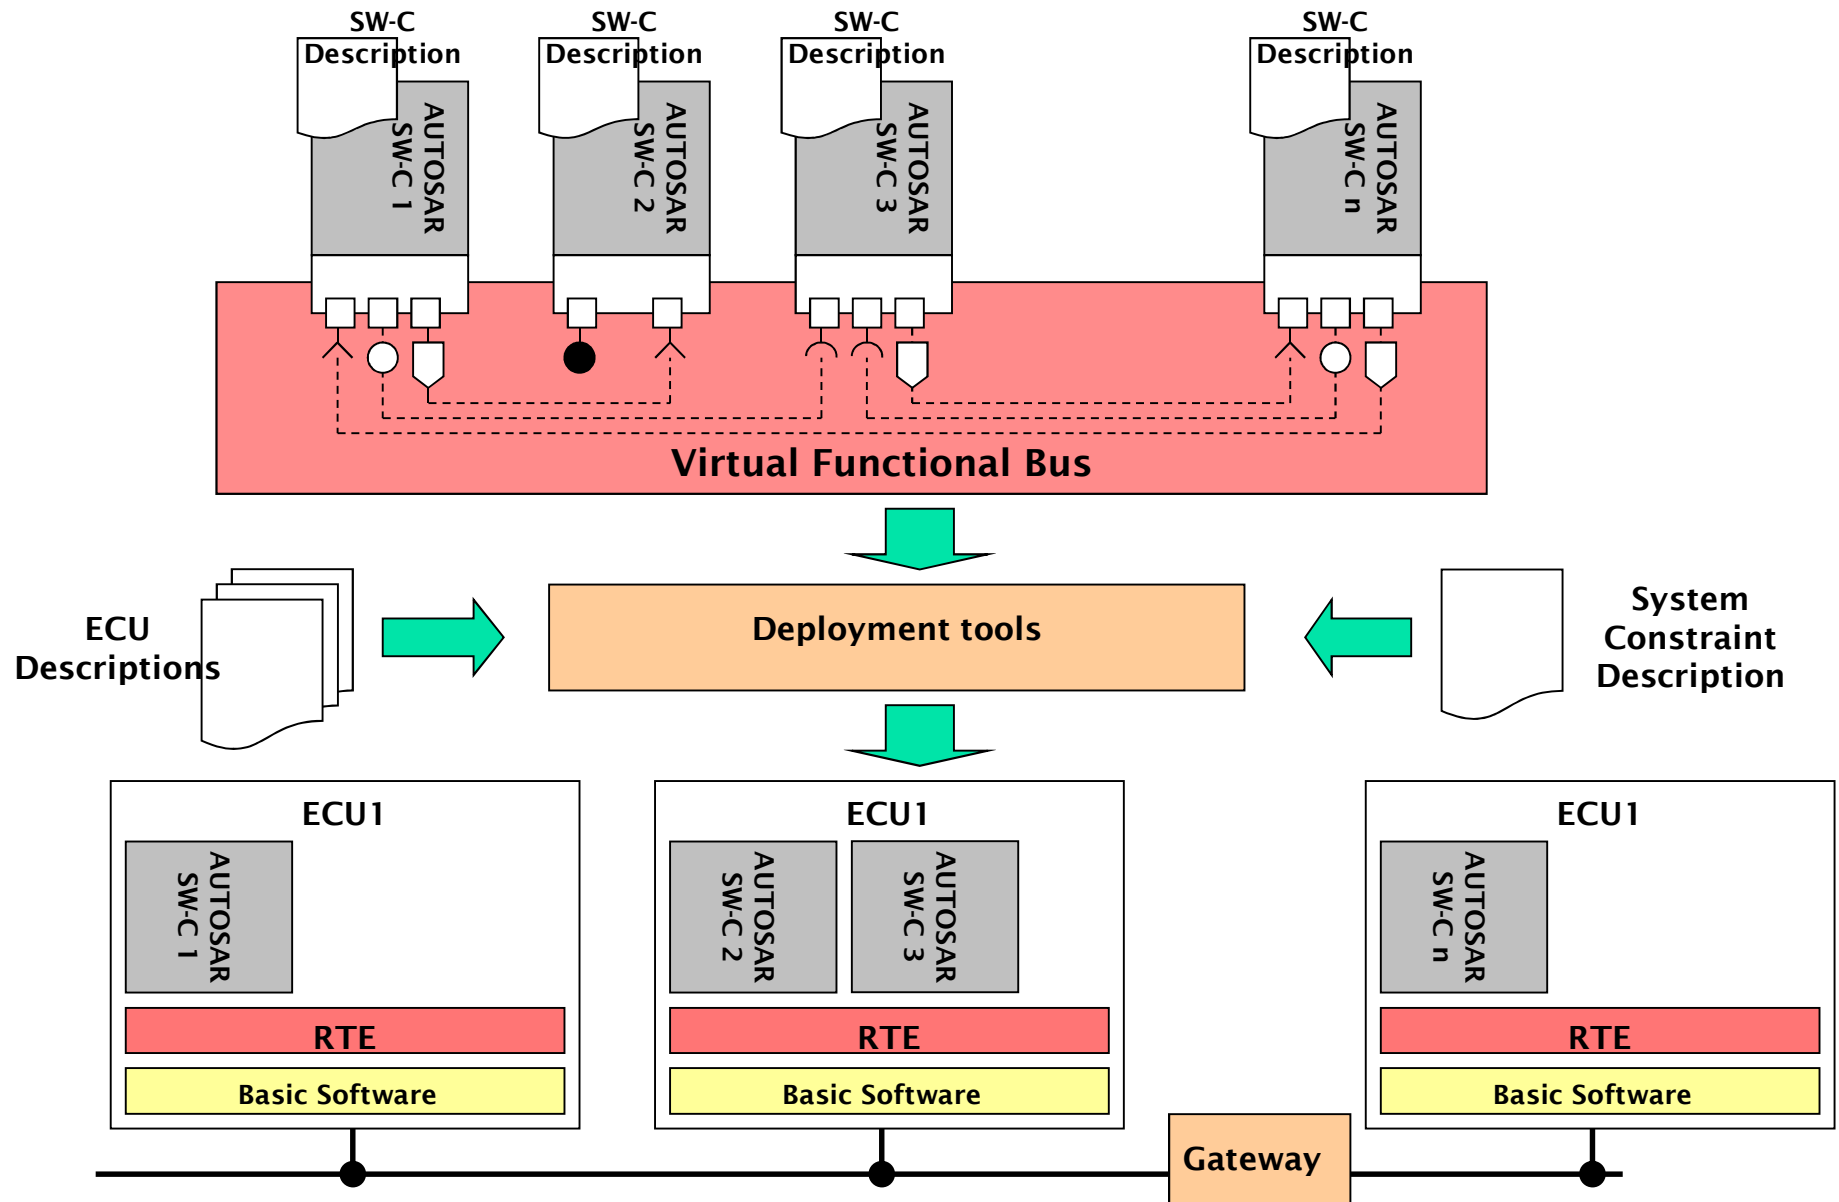 SW-C
Description
SW-C
Description
SW-C
Description
SW-C
Description
AUTOSAR
SW-C 1
AUTOSAR
SW-C 2
AUTOSAR
SW-C 3
AUTOSAR
SW-C n
Virtual Functional Bus
ECU
Descriptions
Deployment tools
System
Constraint
Description
ECU1
AUTOSAR
SW-C 1
RTE
Basic Software
ECU1
AUTOSAR
SW-C 2
AUTOSAR
SW-C 3
RTE
Basic Software
ECU1
AUTOSAR
SW-C n
RTE
Basic Software
Gateway